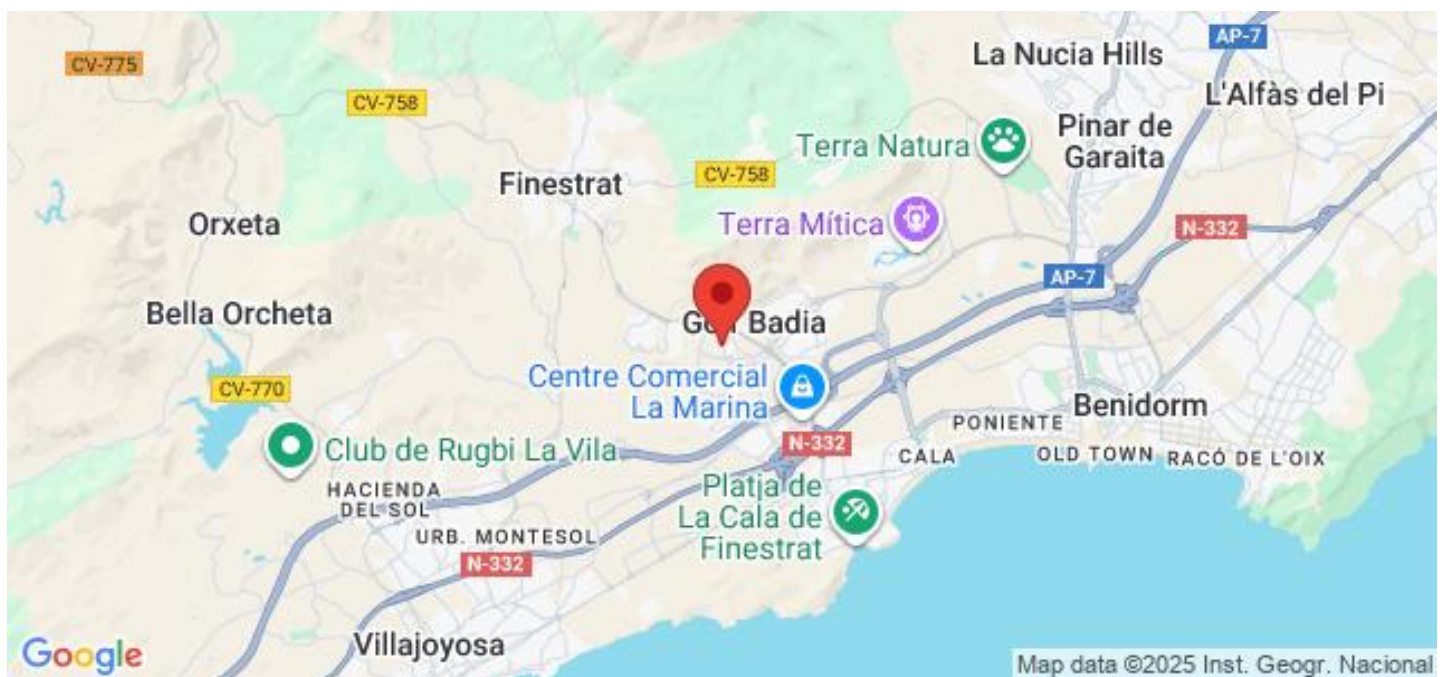 AP-7
La Nucia Hills
CV-775
L'Alfàs del Pi
CV-758
Pinar de
Garaita
Terra Natura
CV-758
Finestrat
Terra Mítica
Orxeta
N-332
AP-7
Bella Orcheta
Badia
Centre Comercial
La Marina
CV-770
Benidorm
PONIENTE
N-332
Club de Rugbi La Vila
CALA
OLD TOWN
RACÓ DE L'OIX
HACIENDA
DEL SOL
Platja de
La Cala de
Finestrat
URB. MONTESOL
N-332
Villajoyosa
Google
Map data ©2025 Inst. Geogr. Nacional